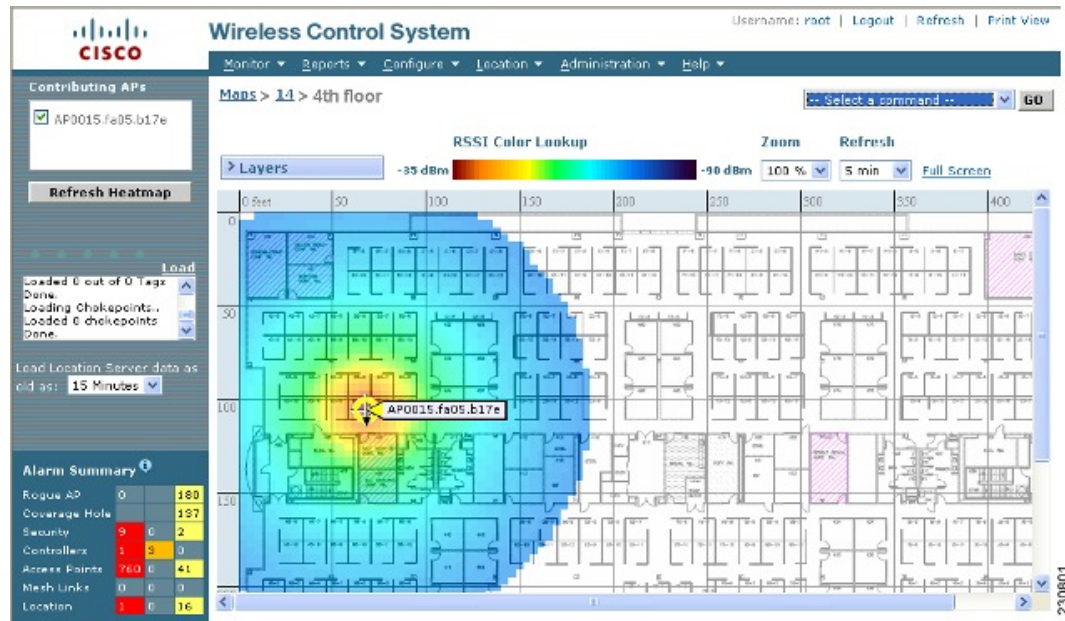 CISCO
Wireless Control System
Username: root | Logout | Refresh | Print View
Monitor Reports Configure Location Administration Help
Contributing APs
AP0015.fa05.b17e
Refresh Heatmap
Load
Loaded 0 out of 0 Tags
Done.
Loading Chokepoints..
Loaded 0 chokepoints
Done.
Load Location Server data as
old as: 15 Minutes
Alarm Summary
Rogue AP 0 180
Coverage Hole 137
Security 9 0 2
Controllers 1 3 0
Access Points 760 0 41
Mesh Links 0 0 0
Location 1 0 16
Maps > 14 > 4th floor
-- Select a command -- GO
RSSI Color Lookup
Zoom Refresh
> Layers
-35 dBm -90 dBm
100 % 5 min Full Screen
0 feet 50 100 150 200 250 300 350 400
0
50
100
AP0015.fa05.b17e
150
230801